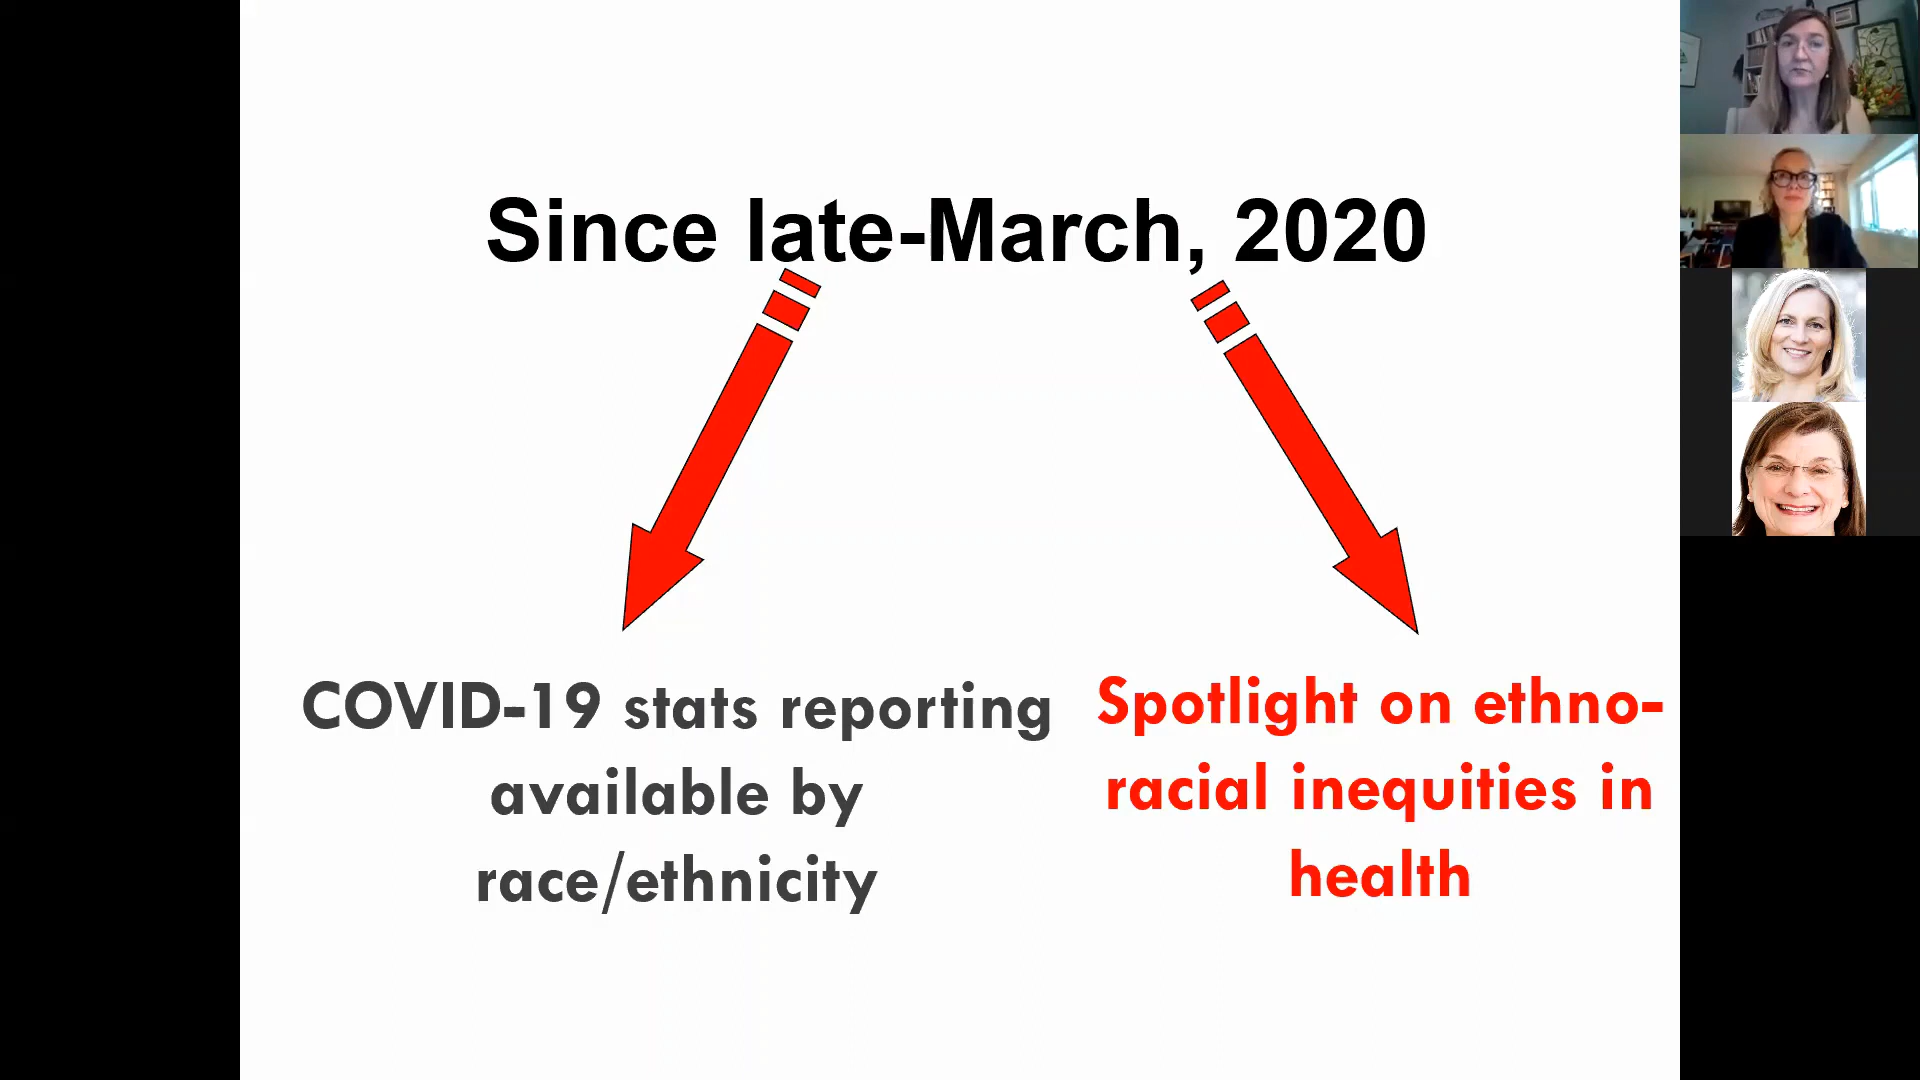 Since late-March, 2020
COVID-19 stats reporting
available by
race/ethnicity
Spotlight on ethno-
racial inequities in
health